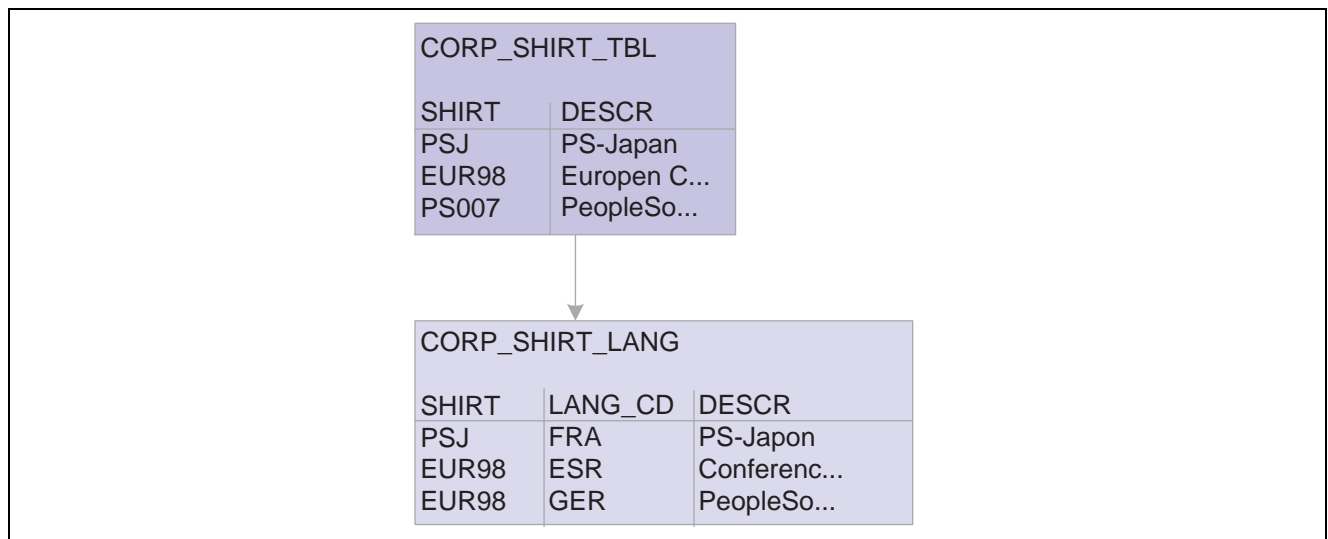 CORP_SHIRT_TBL
SHIRT DESCR
PSJ PS-Japan
EUR98 Europen C...
PS007 PeopleSo...
CORP_SHIRT_LANG
SHIRT LANG_CD DESCR
PSJ FRA PS-Japon
EUR98 ESR Conferenc...
EUR98 GER PeopleSo...